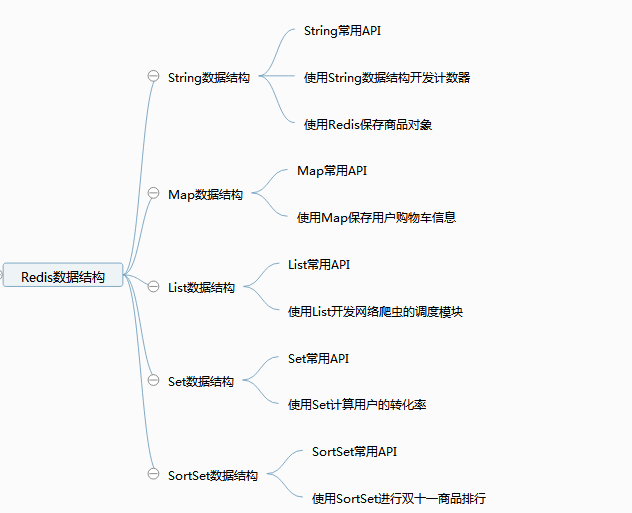 Redis数据结构
String数据结构
String常用API
使用String数据结构开发计数器
使用Redis保存商品对象
Map数据结构
Map常用API
使用Map保存用户购物车信息
List数据结构
List常用API
使用List开发网络爬虫的调度模块
Set数据结构
Set常用API
使用Set计算用户的转化率
SortSet数据结构
SortSet常用API
使用SortSet进行双十一商品排行